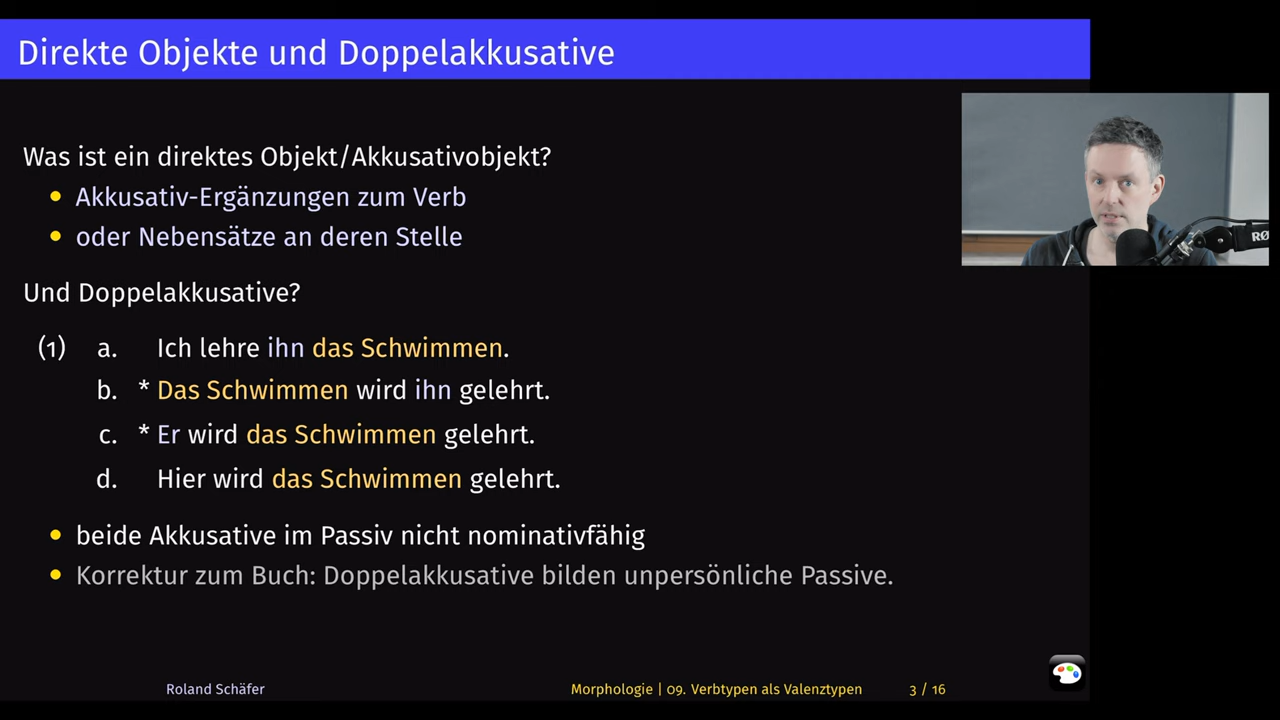 Direkte Objekte und Doppelakkusative
Was ist ein direktes Objekt/Akkusativobjekt?
• Akkusativ-Ergänzungen zum Verb
• oder Nebensätze an deren Stelle
Und Doppelakkusative?
(1) a. Ich lehre ihn das Schwimmen.
b. * Das Schwimmen wird ihn gelehrt.
c. * Er wird das Schwimmen gelehrt.
d. Hier wird das Schwimmen gelehrt.
• beide Akkusative im Passiv nicht nominativfähig
• Korrektur zum Buch: Doppelakkusative bilden unpersönliche Passive.
Roland Schäfer Morphologie | 09. Verbtypen als Valenztypen 3 / 16
RØ